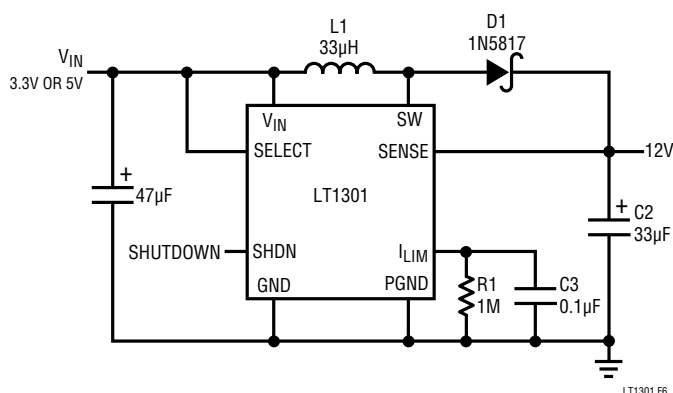 L1
33µH
D1
1N5817
VIN
3.3V OR 5V
VIN
SW
SELECT
SENSE
12V
+
47µF
LT1301
+
C2
33µF
SHUTDOWN
SHDN
ILIM
GND
PGND
R1
1M
C3
0.1µF
LT1301 F6